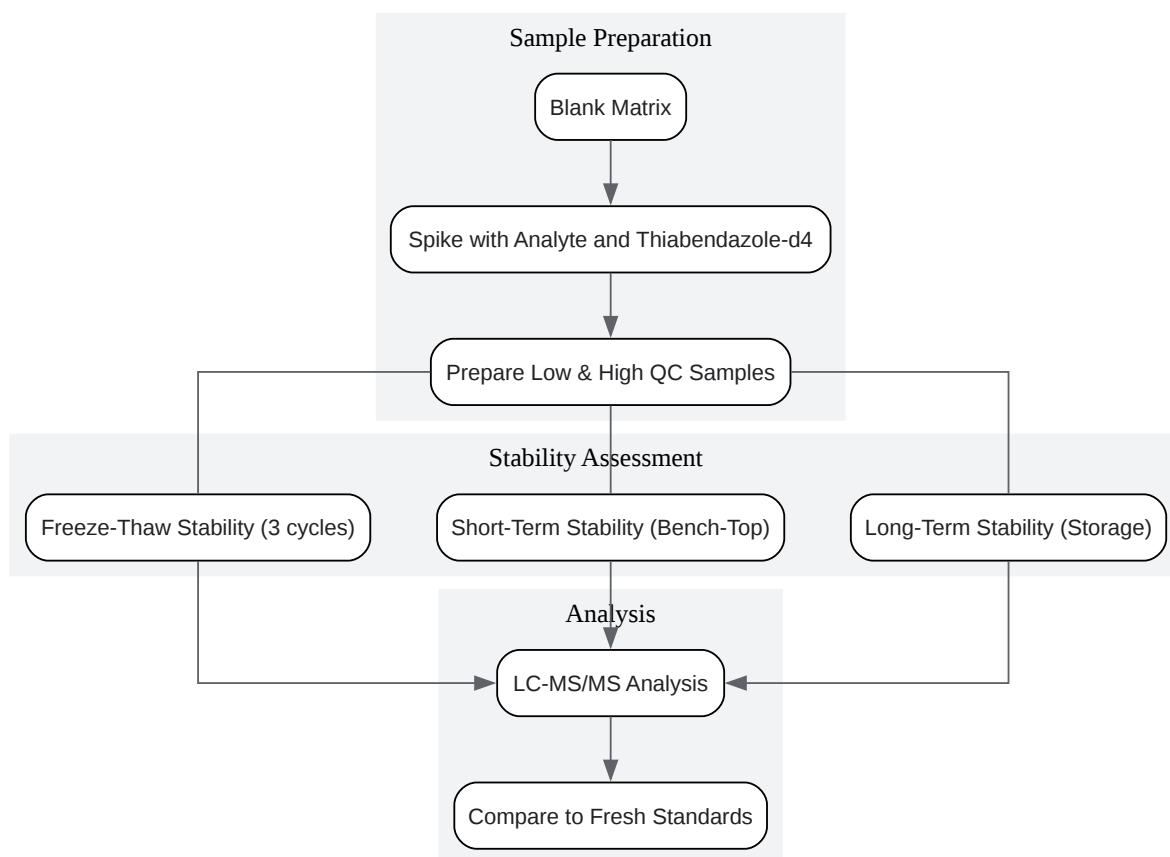 Sample Preparation
Blank Matrix
Spike with Analyte and Thiabendazole-d4
Prepare Low & High QC Samples
Stability Assessment
Freeze-Thaw Stability (3 cycles)
Short-Term Stability (Bench-Top)
Long-Term Stability (Storage)
Analysis
LC-MS/MS Analysis
Compare to Fresh Standards